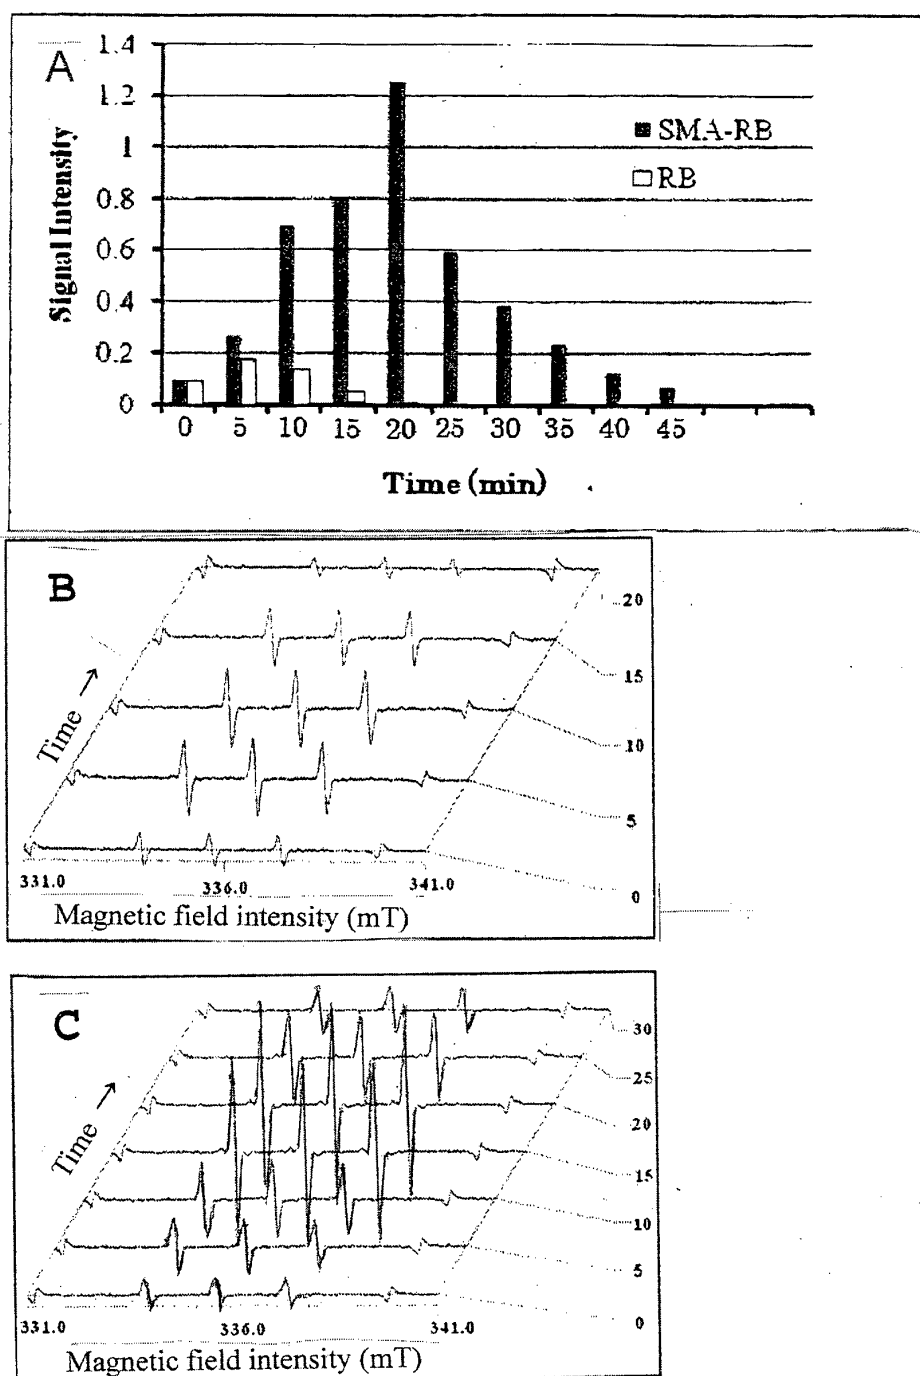 A
1.4
1.2
1
0.8
0.6
0.4
0.2
0
Signal Intensity
SMA-RB
RB
0 5 10 15 20 25 30 35 40 45
Time (min)
B
Time →
20
15
10
5
0
331.0 336.0 341.0
Magnetic field intensity (mT)
C
Time →
30
25
20
15
10
5
0
331.0 336.0 341.0
Magnetic field intensity (mT)